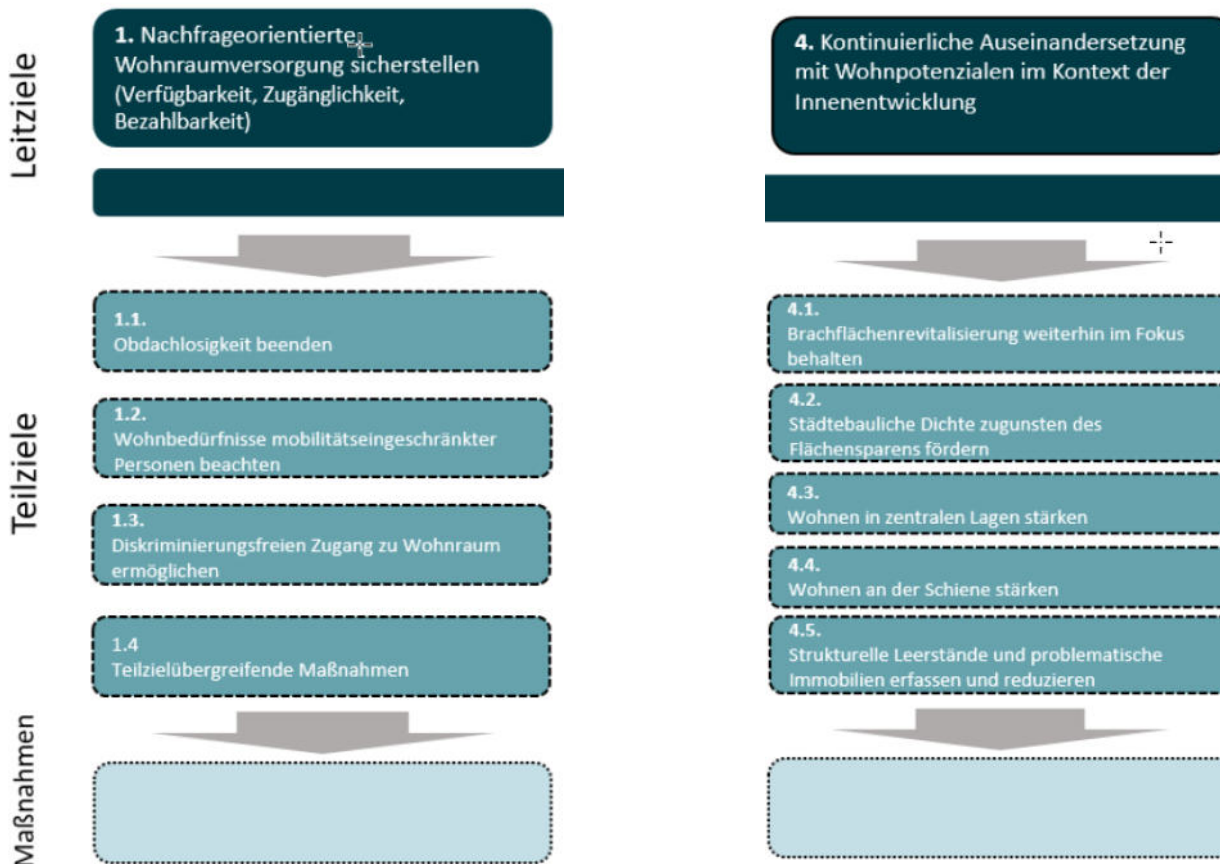 Leitziele
1. Nachfrageorientierte
Wohnraumversorgung sicherstellen
(Verfügbarkeit, Zugänglichkeit,
Bezahlbarkeit)
4. Kontinuierliche Auseinandersetzung
mit Wohnpotenzialen im Kontext der
Innenentwicklung
Teilziele
1.1.
Obdachlosigkeit beenden
1.2.
Wohnbedürfnisse mobilitätseingeschränkter
Personen beachten
1.3.
Diskriminierungsfreien Zugang zu Wohnraum
ermöglichen
1.4
Teilzielübergreifende Maßnahmen
4.1.
Brachflächenrevitalisierung weiterhin im Fokus
behalten
4.2.
Städtebauliche Dichte zugunsten des
Flächensparens fördern
4.3.
Wohnen in zentralen Lagen stärken
4.4.
Wohnen an der Schiene stärken
4.5.
Strukturelle Leerstände und problematische
Immobilien erfassen und reduzieren
Maßnahmen